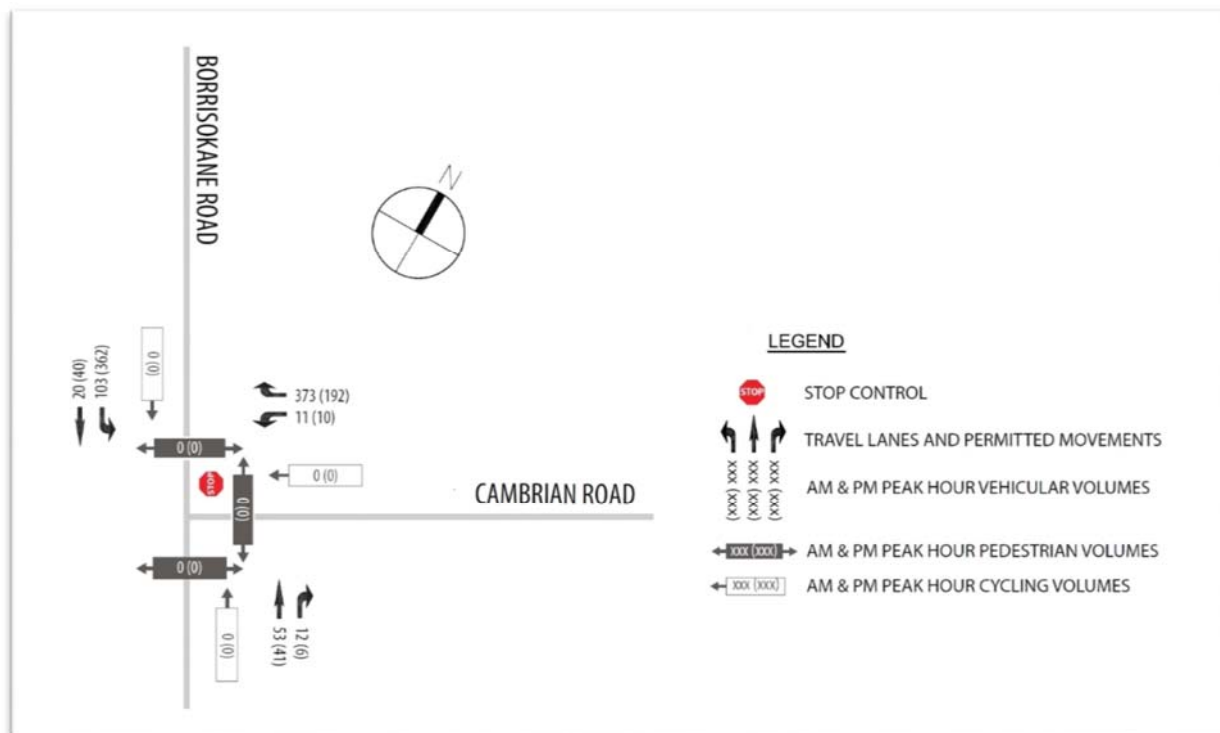 BORRISOKANE ROAD
N
20 (40)
103 (362)
0 (0)
373 (192)
11 (10)
0 (0)
STOP
0 (0)
0 (0)
CAMBRIAN ROAD
0 (0)
0 (0)
53 (41)
12 (6)
LEGEND
STOP
STOP CONTROL
TRAVEL LANES AND PERMITTED MOVEMENTS
xxx (xxx)
xxx (xxx)
xxx (xxx)
AM & PM PEAK HOUR VEHICULAR VOLUMES
xxx (xxx)
AM & PM PEAK HOUR PEDESTRIAN VOLUMES
xxx (xxx)
AM & PM PEAK HOUR CYCLING VOLUMES